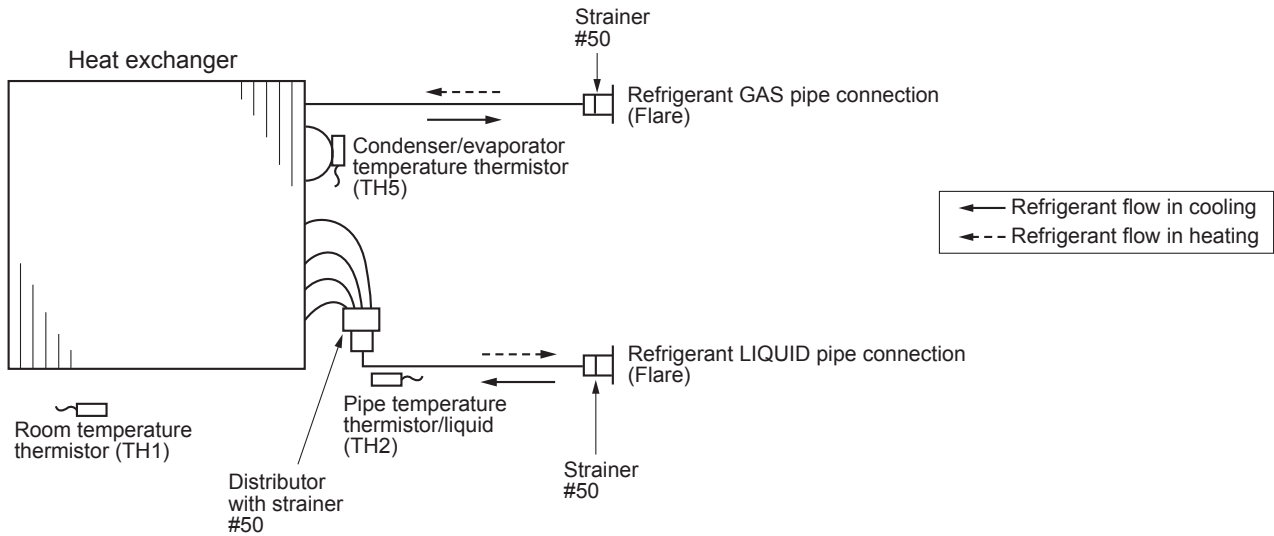 Strainer
#50
Heat exchanger
Refrigerant GAS pipe connection
(Flare)
Condenser/evaporator
temperature thermistor
(TH5)
Refrigerant flow in cooling
Refrigerant flow in heating
Refrigerant LIQUID pipe connection
(Flare)
Pipe temperature
thermistor/liquid
(TH2)
Room temperature
thermistor (TH1)
Distributor
with strainer
#50
Strainer
#50